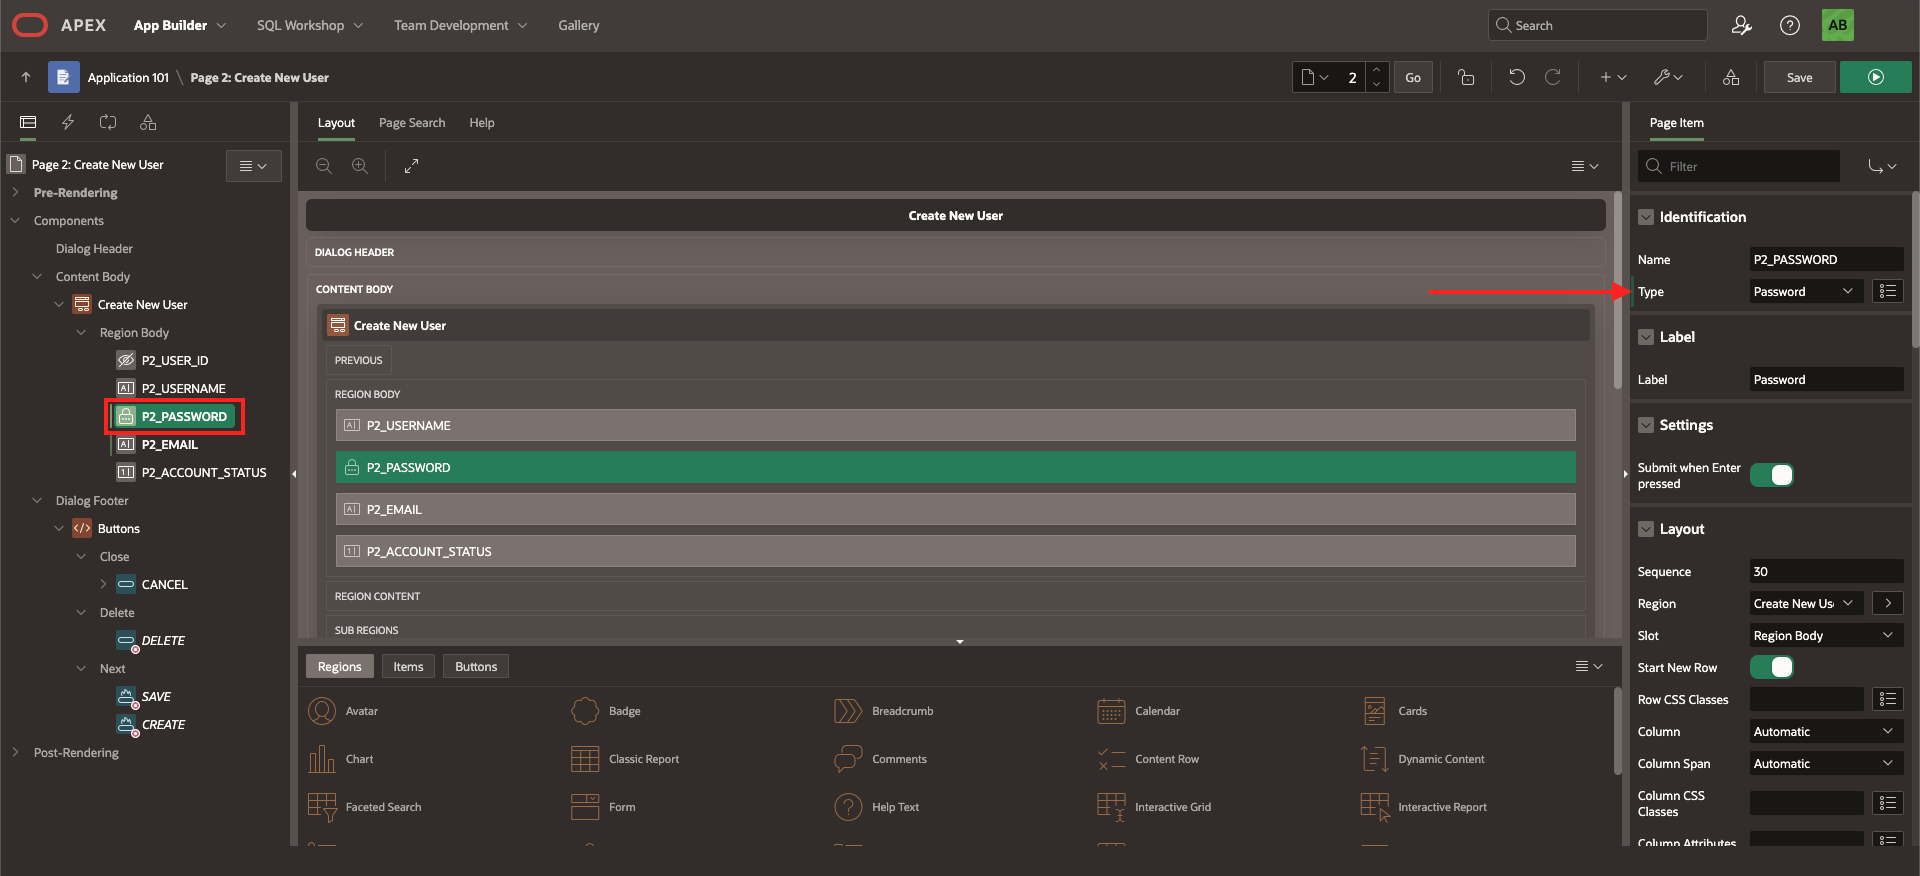 APEX App Builder SQL Workshop Team Development Gallery Search ? AB
Application 101 \ Page 2: Create New User 2 Go Save
Layout Page Search Help
Page 2: Create New User
Pre-Rendering
Components
Dialog Header
Content Body
Create New User
Region Body
P2_USER_ID
P2_USERNAME
P2_PASSWORD
P2_EMAIL
P2_ACCOUNT_STATUS
Dialog Footer
Buttons
Close
CANCEL
Delete
DELETE
Next
SAVE
CREATE
Post-Rendering
Create New User
DIALOG HEADER
CONTENT BODY
Create New User
PREVIOUS
REGION BODY
P2_USERNAME
P2_PASSWORD
P2_EMAIL
P2_ACCOUNT_STATUS
REGION CONTENT
SUB REGIONS
Regions Items Buttons
Avatar Badge Breadcrumb Calendar Cards
Chart Classic Report Comments Content Row Dynamic Content
Faceted Search Form Help Text Interactive Grid Interactive Report
Page Item
Filter
Identification
Name P2_PASSWORD
Type Password
Label
Label Password
Settings
Submit when Enter
pressed
Layout
Sequence 30
Region Create New Us
Slot Region Body
Start New Row
Row CSS Classes
Column Automatic
Column Span Automatic
Column CSS
Classes
Column Attributes